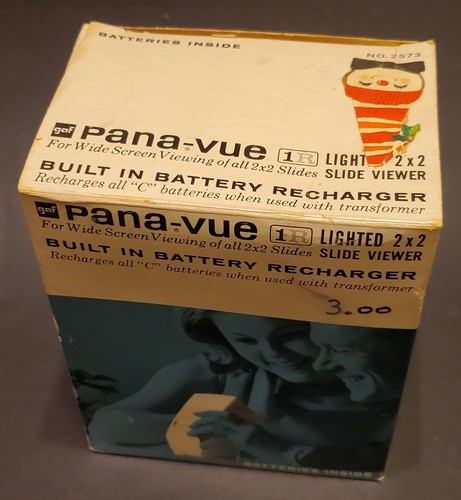 BATTERIES INSIDE
NO. 2573
gaf pana-vue 1R LIGHTED 2x2
For Wide Screen Viewing of all 2x2 Slides SLIDE VIEWER
BUILT IN BATTERY RECHARGER
Recharges all "C" batteries when used with transformer
gaf pana-vue 1R LIGHTED 2x2
For Wide Screen Viewing of all 2x2 Slides SLIDE VIEWER
BUILT IN BATTERY RECHARGER
Recharges all "C" batteries when used with transformer
3.00
BATTERIES INSIDE